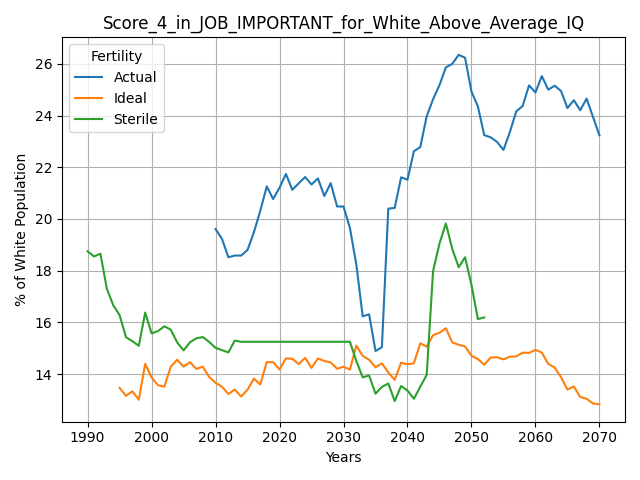 Score_4_in_JOB_IMPORTANT_for_White_Above_Average_IQ
Fertility
Actual
Ideal
Sterile
% of White Population
26
24
22
20
18
16
14
1990
2000
2010
2020
2030
2040
2050
2060
2070
Years